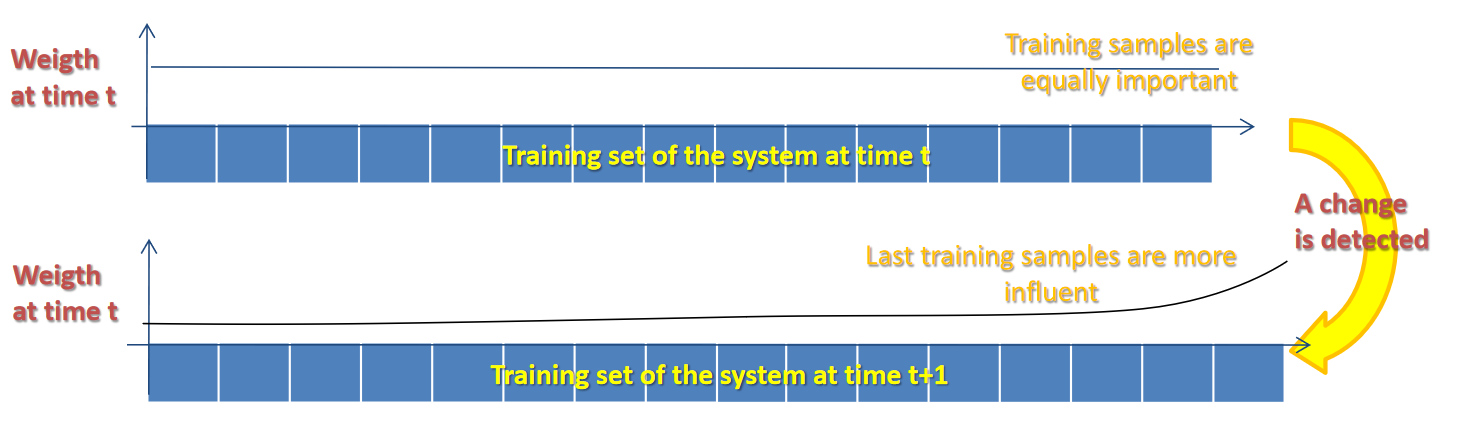 Weigth
at time t
Training samples are
equally important
Training set of the system at time t
A change
is detected
Weigth
at time t
Last training samples are more
influent
Training set of the system at time t+1